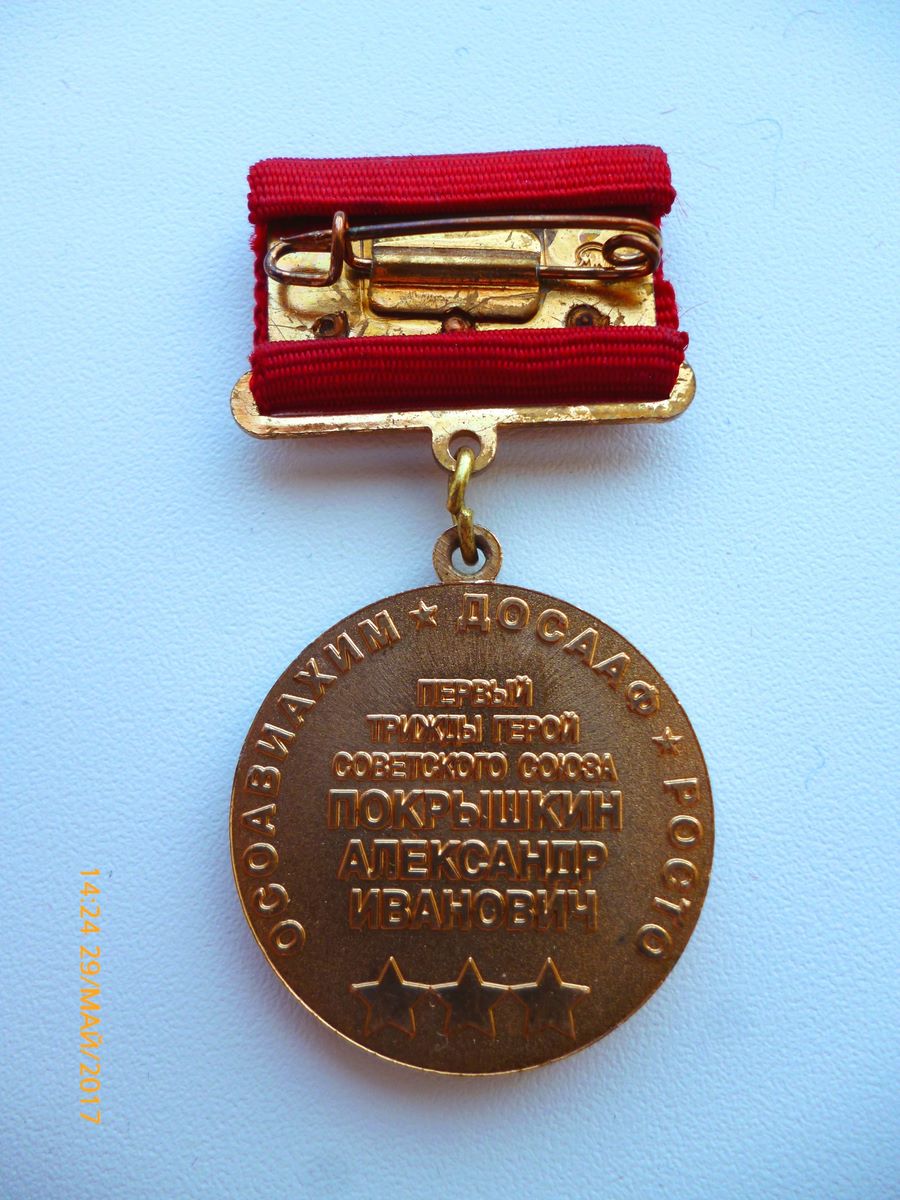 ОСОАВИАХИМ ★ ДОСААФ ★ РОСТО
ПЕРВЫЙ
ТРИЖДЫ ГЕРОЙ
СОВЕТСКОГО СОЮЗА
ПОКРЫШКИН
АЛЕКСАНДР
ИВАНОВИЧ
14:24 29/МАЙ/2017